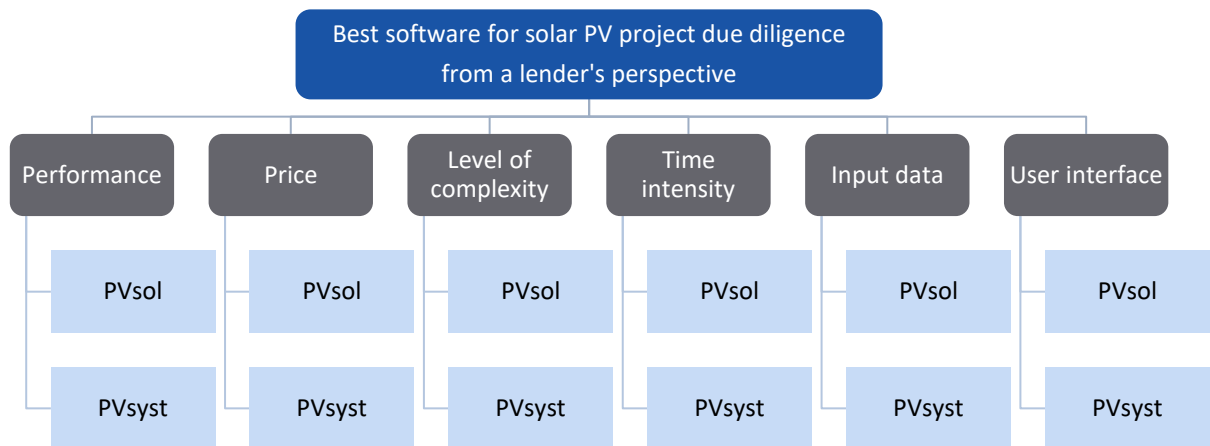 Best software for solar PV project due diligence
from a lender's perspective
Performance
Price
Level of
complexity
Time
intensity
Input data
User interface
PVsol
PVsol
PVsol
PVsol
PVsol
PVsol
PVsyst
PVsyst
PVsyst
PVsyst
PVsyst
PVsyst